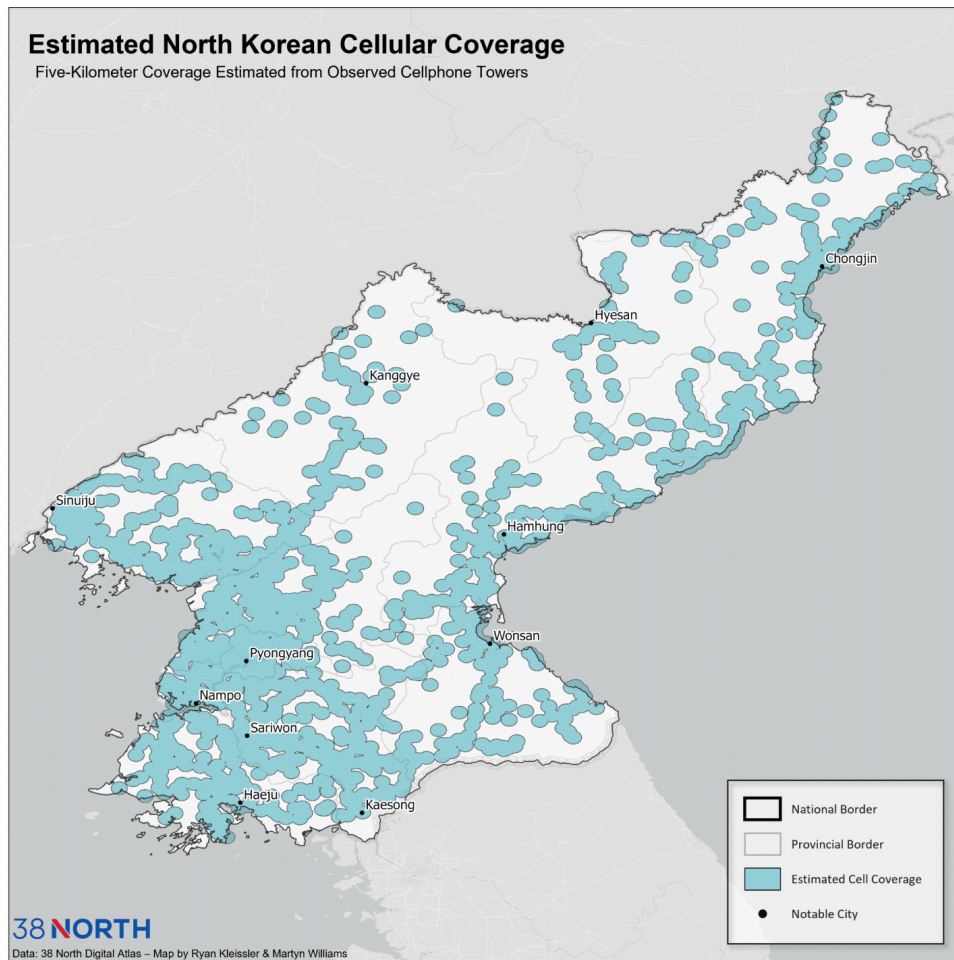 Estimated North Korean Cellular Coverage
Five-Kilometer Coverage Estimated from Observed Cellphone Towers
Chongjin
Hyesan
Kanggye
Sinuiju
Hamhung
Wonsan
Pyongyang
Nampo
Sariwon
Haeju
Kaesong
National Border
Provincial Border
Estimated Cell Coverage
Notable City
38 NORTH
Data: 38 North Digital Atlas – Map by Ryan Kleissler & Martyn Williams